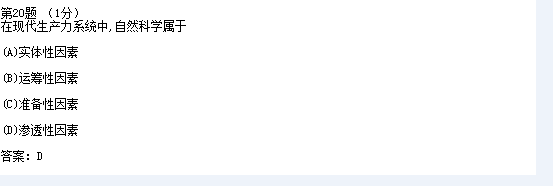 第20题 （1分）
在现代生产力系统中,自然科学属于
(A)实体性因素
(B)运筹性因素
(C)准备性因素
(D)渗透性因素
答案: D